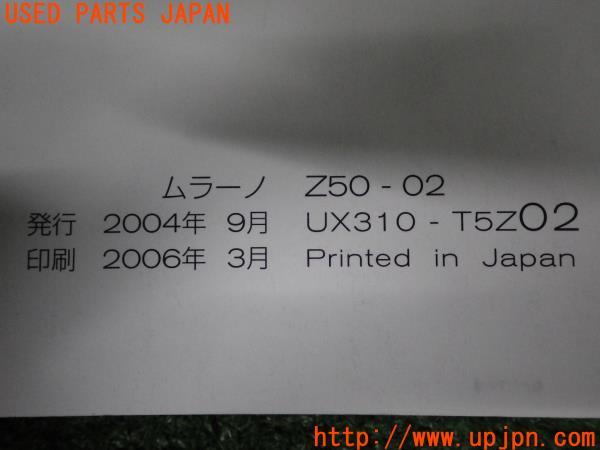 USED PARTS JAPAN
ムラーノ Z50 - 02
発行 2004年 9月 UX310 - T5Z02
印刷 2006年 3月 Printed in Japan
http://www.upjpn.com/